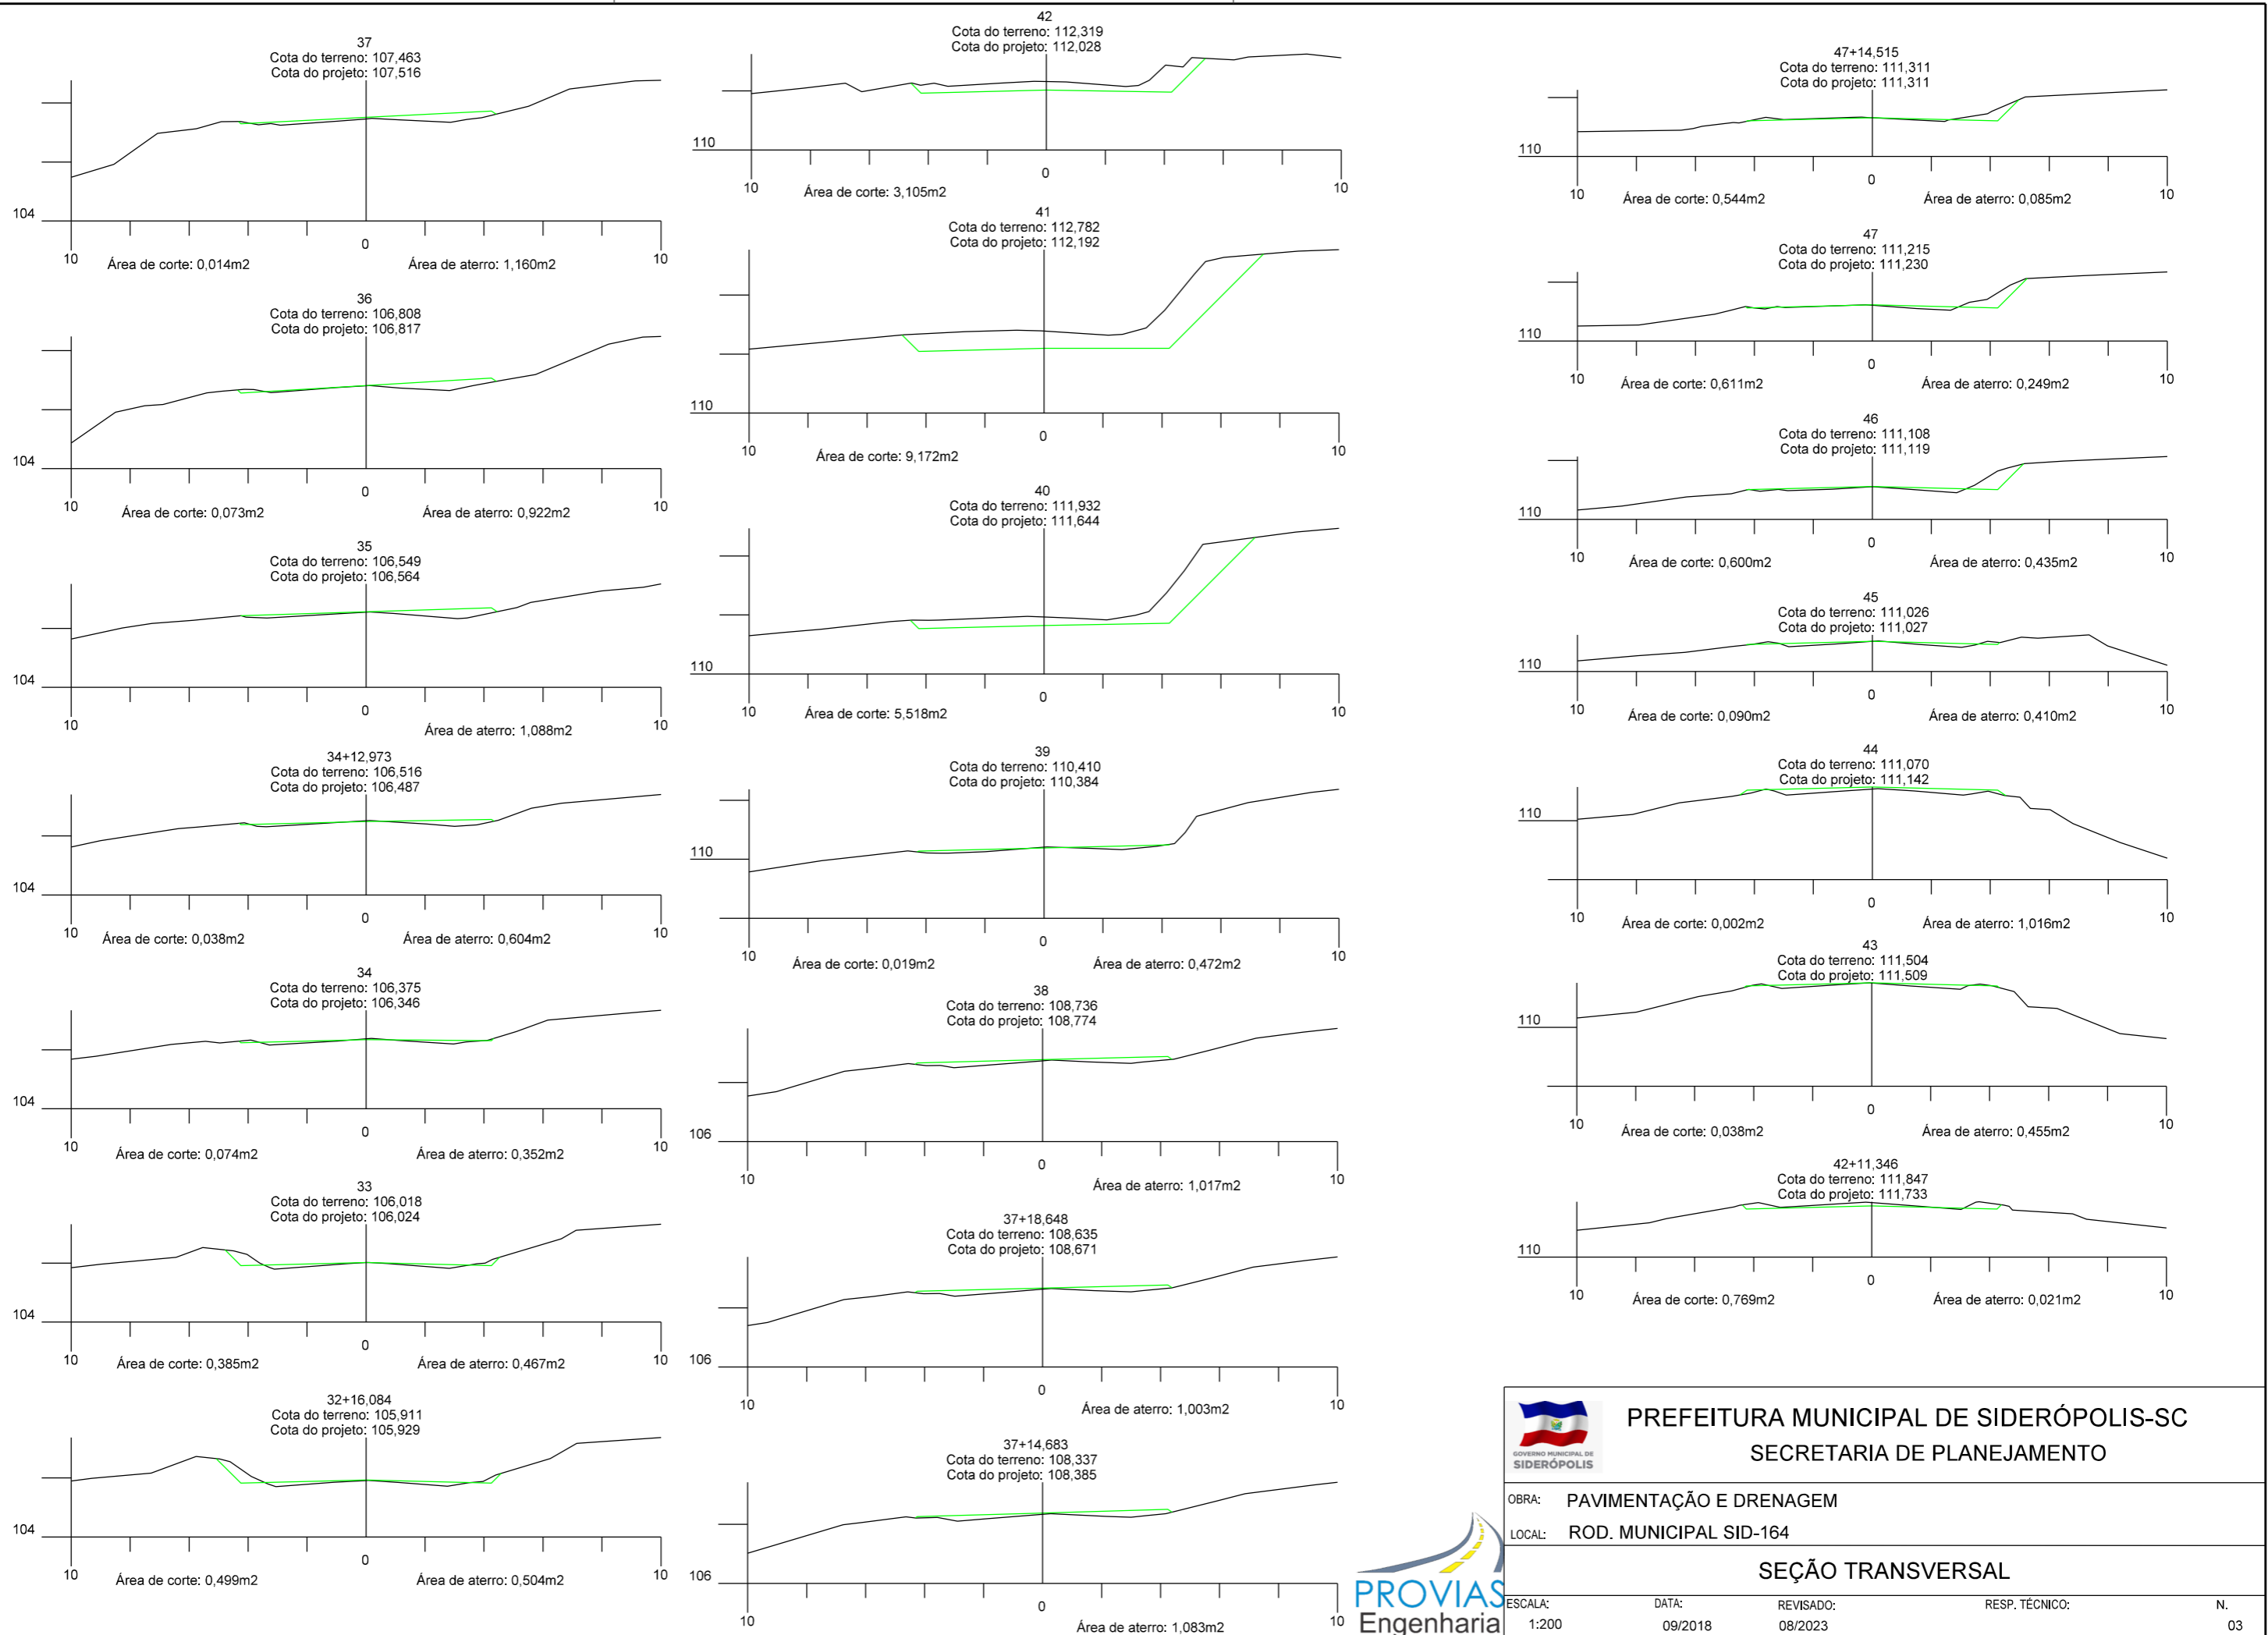 37
Cota do terreno: 107,463
Cota do projeto: 107,516
104
10
0
10
Área de corte: 0,014m2
Área de aterro: 1,160m2
36
Cota do terreno: 106,808
Cota do projeto: 106,817
104
10
0
10
Área de corte: 0,073m2
Área de aterro: 0,922m2
35
Cota do terreno: 106,549
Cota do projeto: 106,564
104
10
0
10
Área de aterro: 1,088m2
34+12,973
Cota do terreno: 106,516
Cota do projeto: 106,487
104
10
0
10
Área de corte: 0,038m2
Área de aterro: 0,604m2
34
Cota do terreno: 106,375
Cota do projeto: 106,346
104
10
0
10
Área de corte: 0,074m2
Área de aterro: 0,352m2
33
Cota do terreno: 106,018
Cota do projeto: 106,024
104
10
0
10
Área de corte: 0,385m2
Área de aterro: 0,467m2
32+16,084
Cota do terreno: 105,911
Cota do projeto: 105,929
104
10
0
10
Área de corte: 0,499m2
Área de aterro: 0,504m2
42
Cota do terreno: 112,319
Cota do projeto: 112,028
110
10
0
10
Área de corte: 3,105m2
41
Cota do terreno: 112,782
Cota do projeto: 112,192
110
10
0
10
Área de corte: 9,172m2
40
Cota do terreno: 111,932
Cota do projeto: 111,644
110
10
0
10
Área de corte: 5,518m2
39
Cota do terreno: 110,410
Cota do projeto: 110,384
110
10
0
10
Área de corte: 0,019m2
Área de aterro: 0,472m2
38
Cota do terreno: 108,736
Cota do projeto: 108,774
106
10
0
10
Área de aterro: 1,017m2
37+18,648
Cota do terreno: 108,635
Cota do projeto: 108,671
106
10
0
10
Área de aterro: 1,003m2
37+14,683
Cota do terreno: 108,337
Cota do projeto: 108,385
106
10
0
10
Área de aterro: 1,083m2
47+14,515
Cota do terreno: 111,311
Cota do projeto: 111,311
110
10
0
10
Área de corte: 0,544m2
Área de aterro: 0,085m2
47
Cota do terreno: 111,215
Cota do projeto: 111,230
110
10
0
10
Área de corte: 0,611m2
Área de aterro: 0,249m2
46
Cota do terreno: 111,108
Cota do projeto: 111,119
110
10
0
10
Área de corte: 0,600m2
Área de aterro: 0,435m2
45
Cota do terreno: 111,026
Cota do projeto: 111,027
110
10
0
10
Área de corte: 0,090m2
Área de aterro: 0,410m2
44
Cota do terreno: 111,070
Cota do projeto: 111,142
110
10
0
10
Área de corte: 0,002m2
Área de aterro: 1,016m2
43
Cota do terreno: 111,504
Cota do projeto: 111,509
110
10
0
10
Área de corte: 0,038m2
Área de aterro: 0,455m2
42+11,346
Cota do terreno: 111,847
Cota do projeto: 111,733
110
10
0
10
Área de corte: 0,769m2
Área de aterro: 0,021m2
PROVIAS
Engenharia
GOVERNO MUNICIPAL DE
SIDERÓPOLIS
PREFEITURA MUNICIPAL DE SIDERÓPOLIS-SC
SECRETARIA DE PLANEJAMENTO
OBRA: PAVIMENTAÇÃO E DRENAGEM
LOCAL: ROD. MUNICIPAL SID-164
SEÇÃO TRANSVERSAL
ESCALA: DATA: REVISADO: RESP. TÉCNICO: N.
1:200 09/2018 08/2023 03